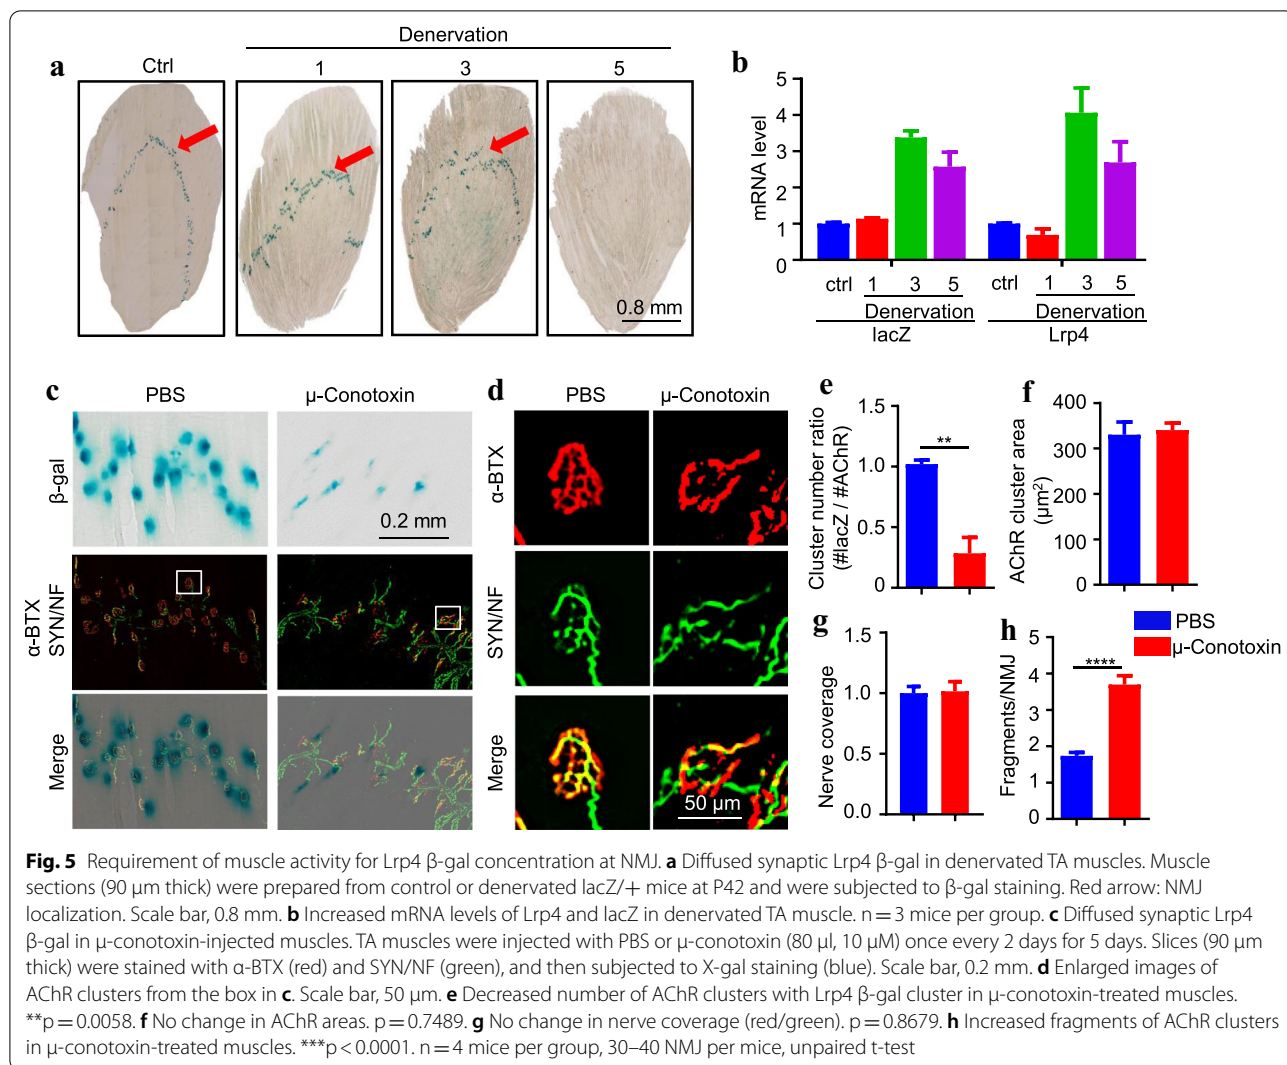 Denervation
a
Ctrl
1
3
5
0.8 mm
b
mRNA level
5
4
3
2
1
0
ctrl
1
3
5
Denervation
lacZ
ctrl
1
3
5
Denervation
Lrp4
c
PBS
μ-Conotoxin
β-gal
0.2 mm
α-BTX
SYN/NF
Merge
d
PBS
μ-Conotoxin
α-BTX
SYN/NF
Merge
50 μm
e
Cluster number ratio
(#lacZ / #AChR)
1.5
1.0
0.5
0
**
f
AChR cluster area
(μm²)
400
300
200
100
0
g
Nerve coverage
1.5
1.0
0.5
0.0
PBS
μ-Conotoxin
h
Fragments/NMJ
5
4
3
2
1
0
****
Fig. 5 Requirement of muscle activity for Lrp4 β-gal concentration at NMJ. a Diffused synaptic Lrp4 β-gal in denervated TA muscles. Muscle
sections (90 μm thick) were prepared from control or denervated lacZ/+ mice at P42 and were subjected to β-gal staining. Red arrow: NMJ
localization. Scale bar, 0.8 mm. b Increased mRNA levels of Lrp4 and lacZ in denervated TA muscle. n = 3 mice per group. c Diffused synaptic Lrp4
β-gal in μ-conotoxin-injected muscles. TA muscles were injected with PBS or μ-conotoxin (80 μl, 10 μM) once every 2 days for 5 days. Slices (90 μm
thick) were stained with α-BTX (red) and SYN/NF (green), and then subjected to X-gal staining (blue). Scale bar, 0.2 mm. d Enlarged images of
AChR clusters from the box in c. Scale bar, 50 μm. e Decreased number of AChR clusters with Lrp4 β-gal cluster in μ-conotoxin-treated muscles.
**p = 0.0058. f No change in AChR areas. p = 0.7489. g No change in nerve coverage (red/green). p = 0.8679. h Increased fragments of AChR clusters
in μ-conotoxin-treated muscles. ***p < 0.0001. n = 4 mice per group, 30–40 NMJ per mice, unpaired t-test